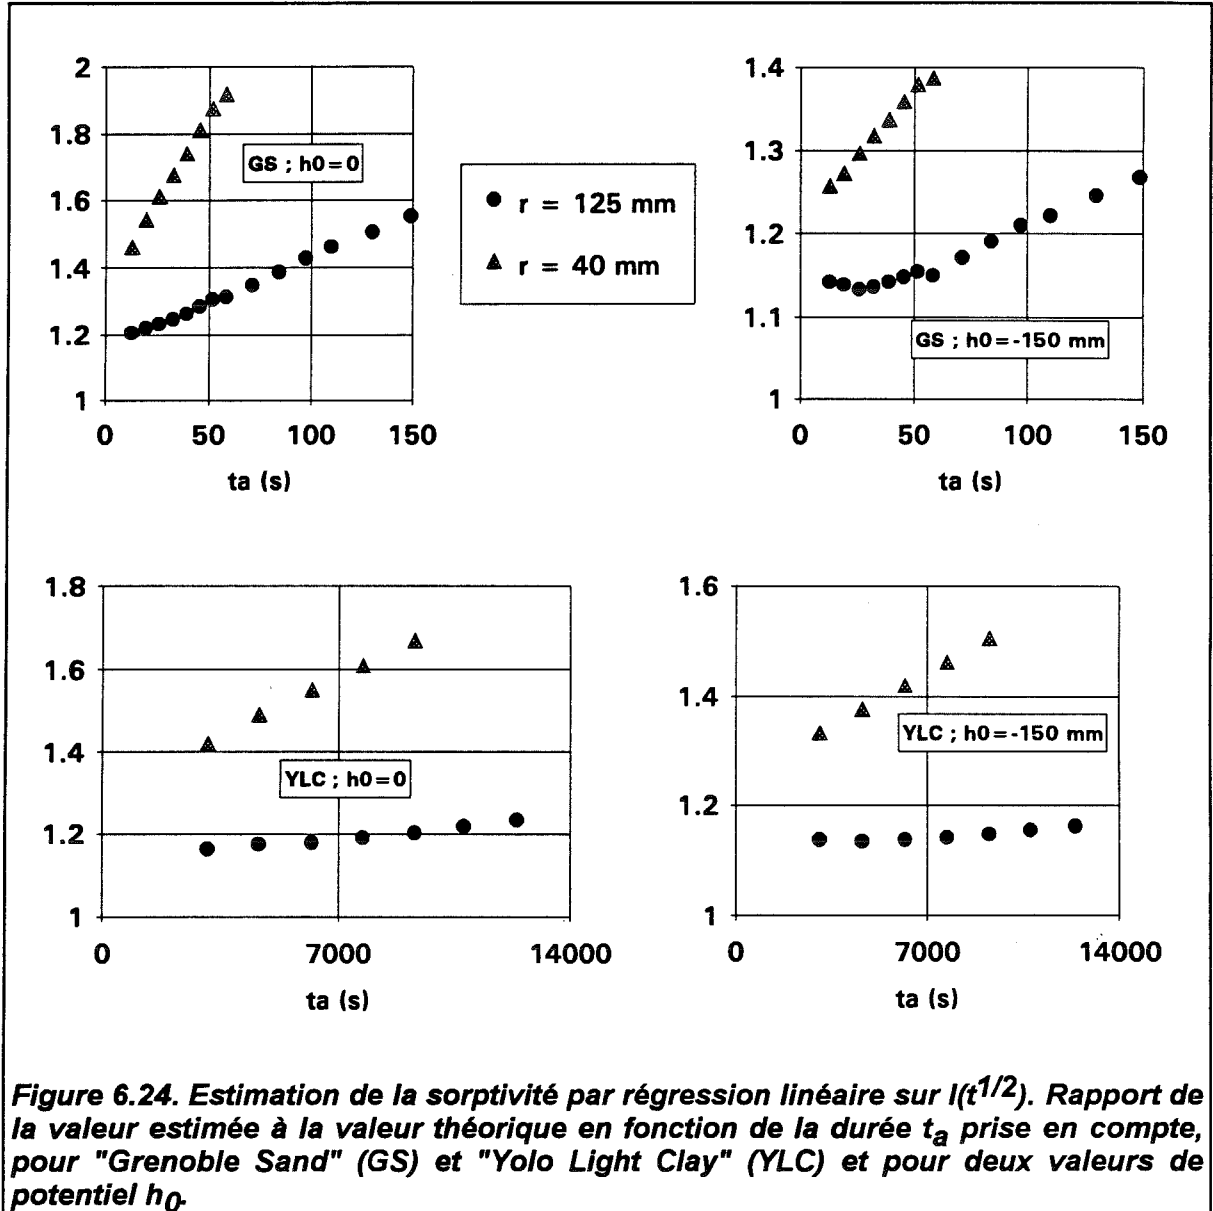 2
1.8
1.6
1.4
1.2
1
0 50 100 150
ta (s)
GS ; h0=0
r = 125 mm
r = 40 mm
1.4
1.3
1.2
1.1
1
0 50 100 150
ta (s)
GS ; h0=-150 mm
1.8
1.6
1.4
1.2
1
0 7000 14000
ta (s)
YLC ; h0=0
1.6
1.4
1.2
1
0 7000 14000
ta (s)
YLC ; h0=-150 mm
Figure 6.24. Estimation de la sorptivité par régression linéaire sur I(t1/2). Rapport de
la valeur estimée à la valeur théorique en fonction de la durée ta prise en compte,
pour "Grenoble Sand" (GS) et "Yolo Light Clay" (YLC) et pour deux valeurs de
potentiel h0.